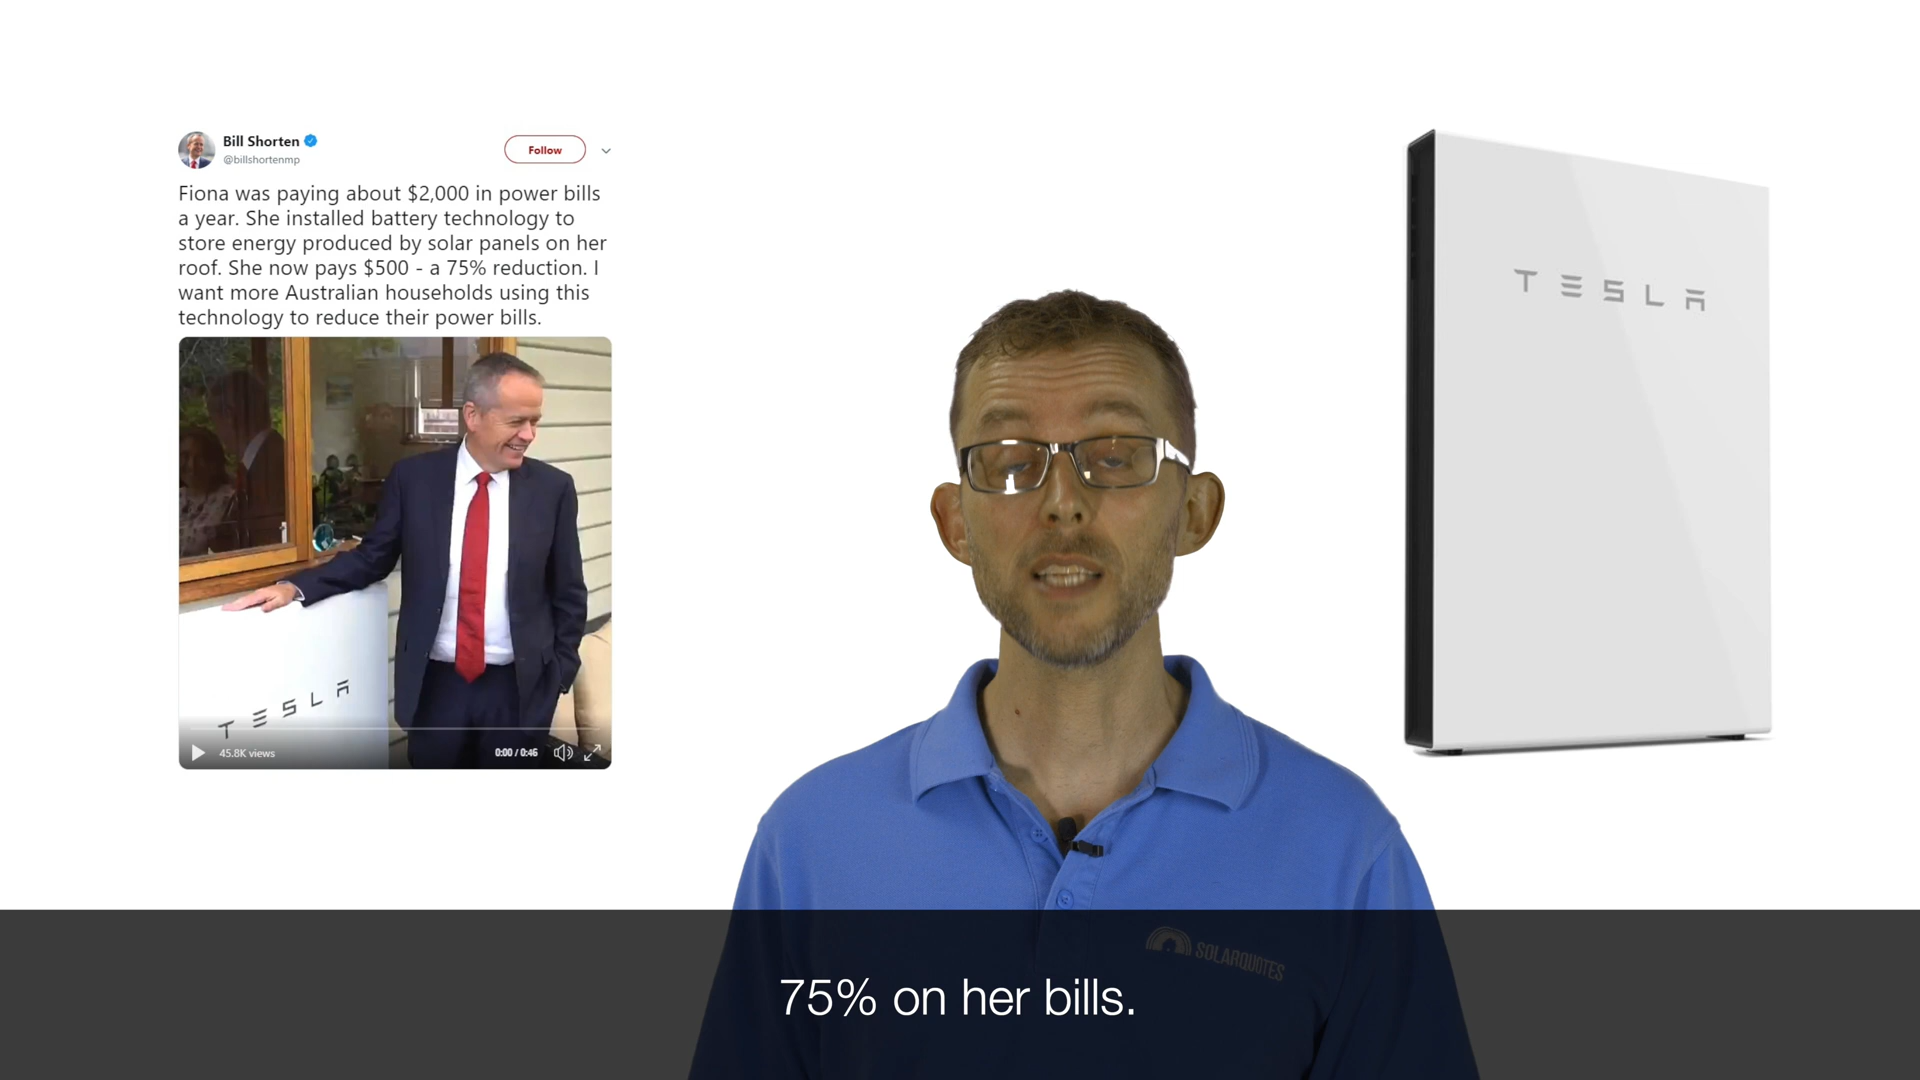 Bill Shorten
@billshortenmp
Follow
Fiona was paying about $2,000 in power bills
a year. She installed battery technology to
store energy produced by solar panels on her
roof. She now pays $500 - a 75% reduction. I
want more Australian households using this
technology to reduce their power bills.
TESLA
45.8K views
0:00 / 0:46
TESLA
SOLARQUOTES
75% on her bills.